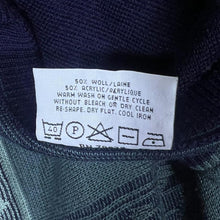 50% WOLL/LAINE
50% ACRYLIC/ACRYLIQUE
WARM WASH ON GENTLE CYCLE
WITHOUT BLEACH OR DRY CLEAN
RE-SHAPE, DRY FLAT, COOL IRON
40 P